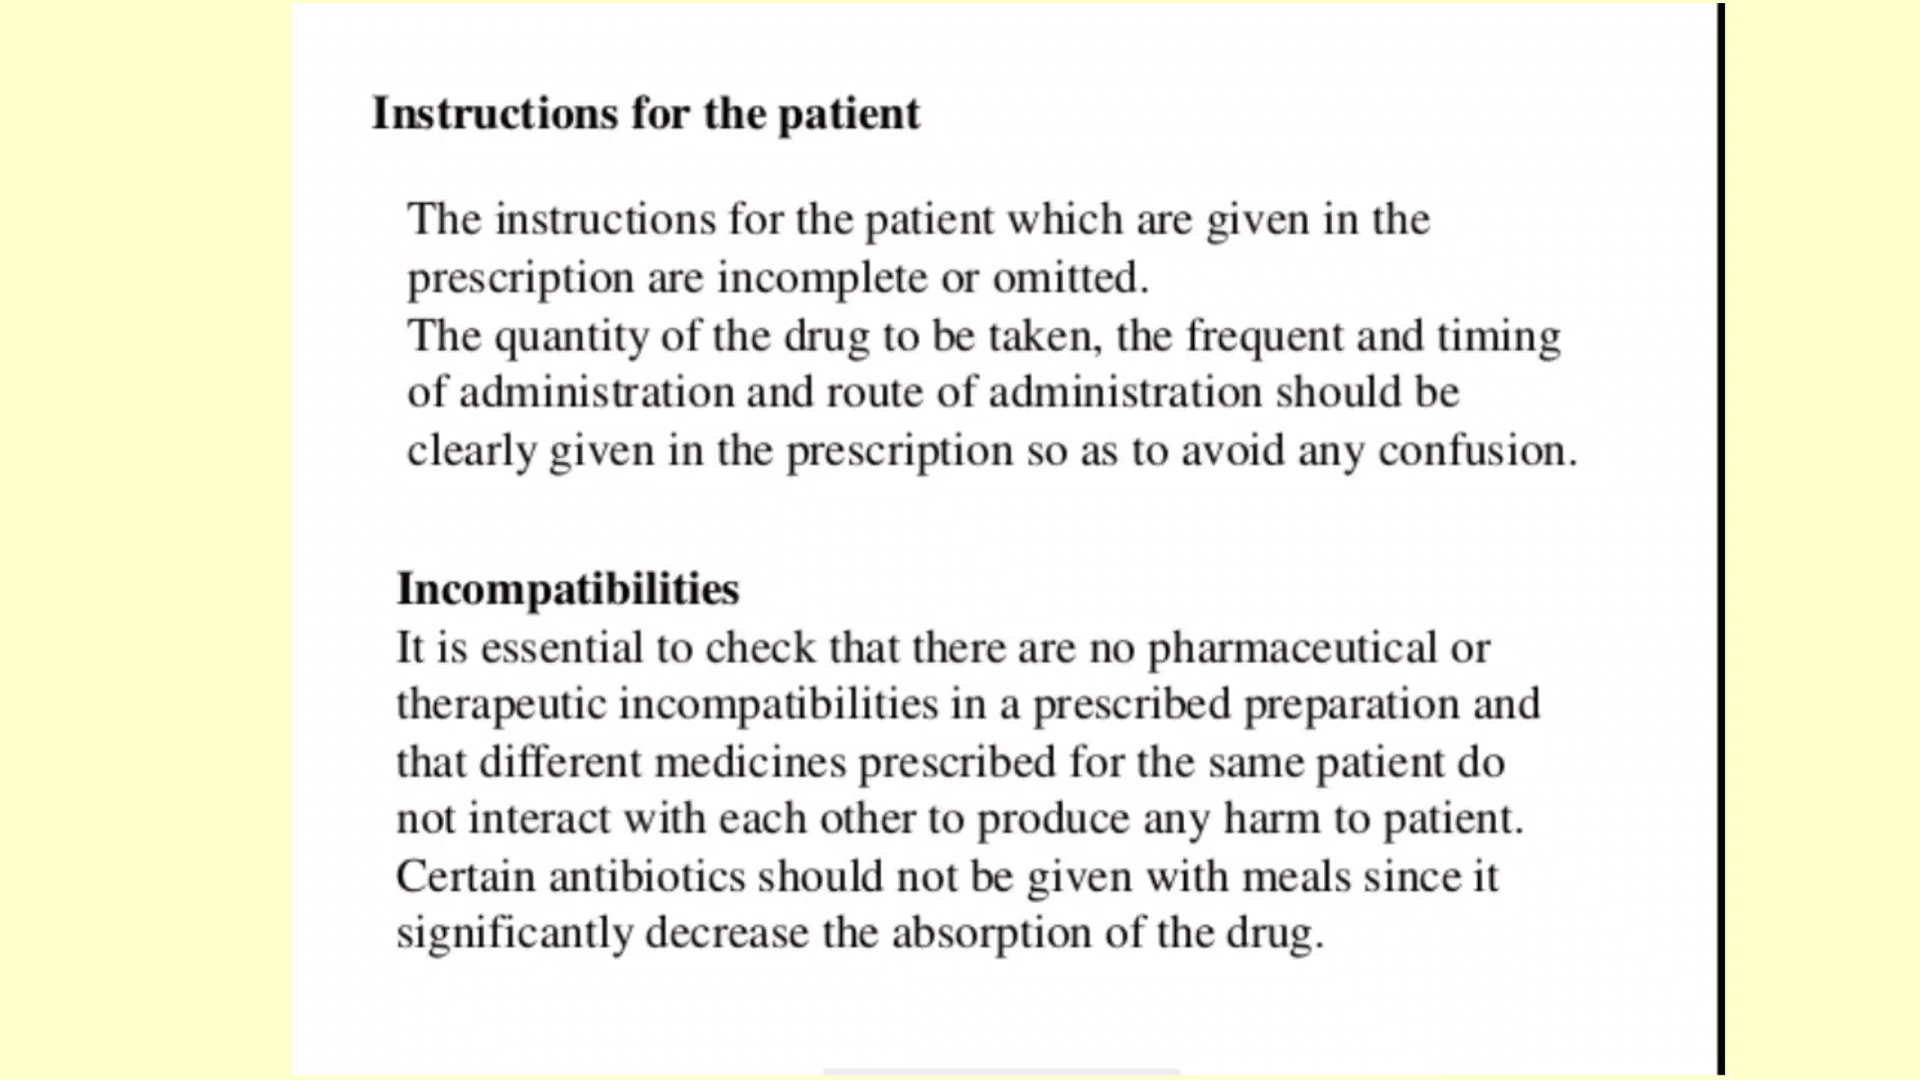 Instructions for the patient
The instructions for the patient which are given in the
prescription are incomplete or omitted.
The quantity of the drug to be taken, the frequent and timing
of administration and route of administration should be
clearly given in the prescription so as to avoid any confusion.
Incompatibilities
It is essential to check that there are no pharmaceutical or
therapeutic incompatibilities in a prescribed preparation and
that different medicines prescribed for the same patient do
not interact with each other to produce any harm to patient.
Certain antibiotics should not be given with meals since it
significantly decrease the absorption of the drug.